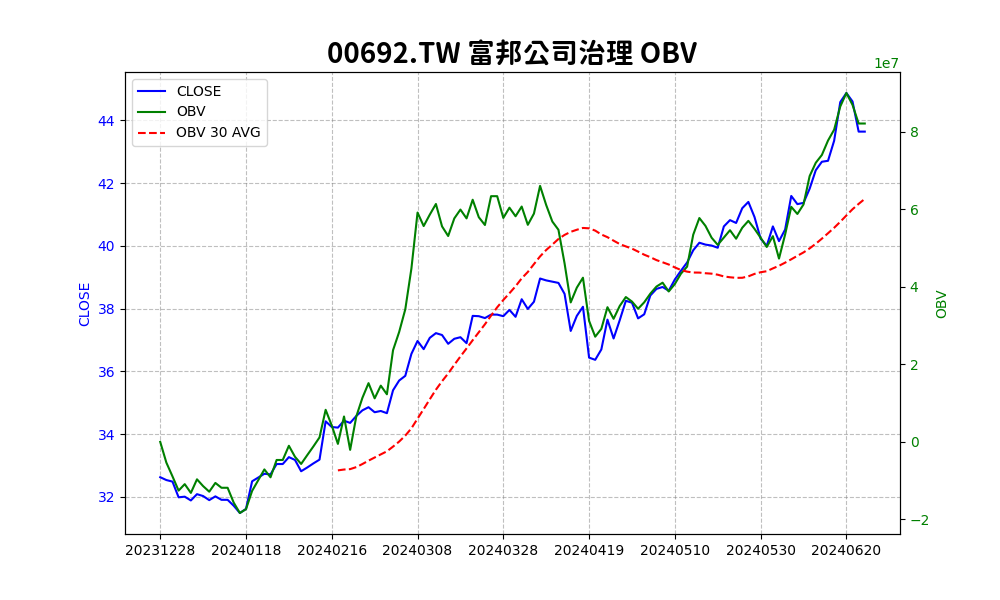 00692.TW 富邦公司治理 OBV
1e7
CLOSE
OBV
OBV 30 AVG
44
42
40
38
36
34
32
CLOSE
8
6
4
2
0
−2
OBV
20231228 20240118 20240216 20240308 20240328 20240419 20240510 20240530 20240620